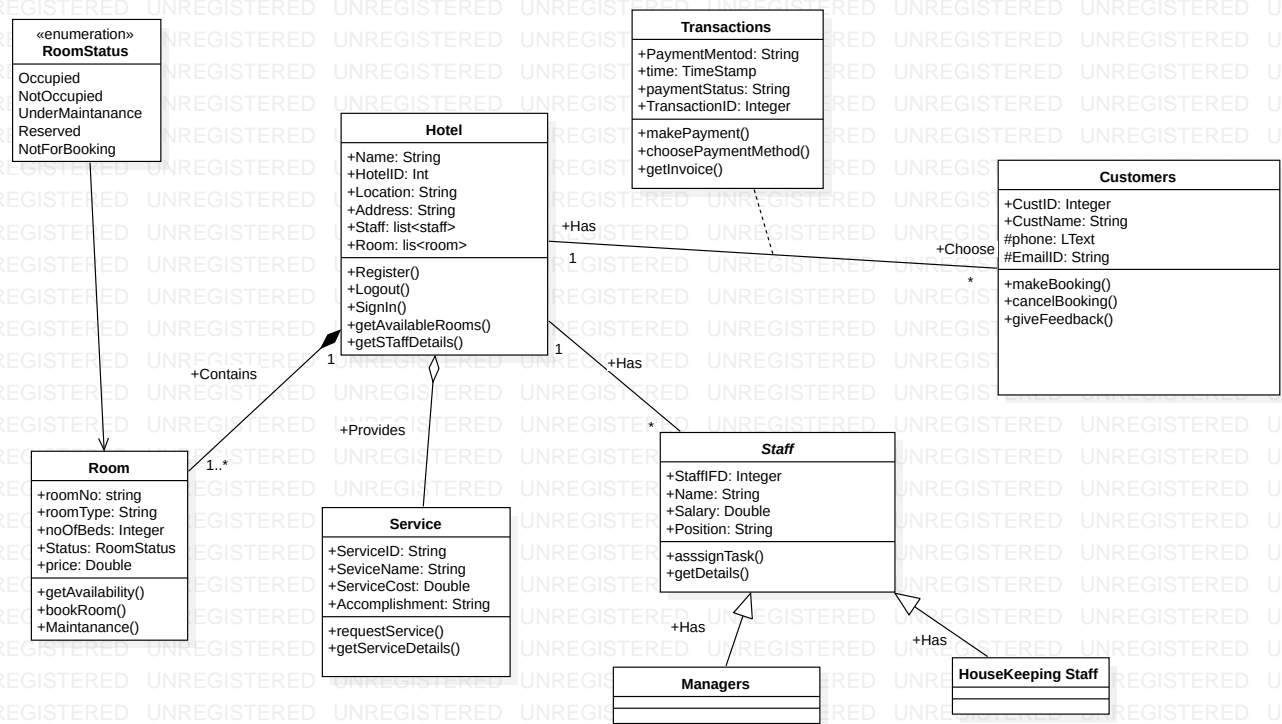 «enumeration»
RoomStatus
Occupied
NotOccupied
UnderMaintanance
Reserved
NotForBooking
Transactions
+PaymentMentod: String
+time: TimeStamp
+paymentStatus: String
+TransactionID: Integer
+makePayment()
+choosePaymentMethod()
+getInvoice()
Hotel
+Name: String
+HotelID: Int
+Location: String
+Address: String
+Staff: list<staff>
+Room: lis<room>
+Register()
+Logout()
+SignIn()
+getAvailableRooms()
+getSTaffDetails()
Customers
+CustID: Integer
+CustName: String
#phone: LText
#EmailID: String
+makeBooking()
+cancelBooking()
+giveFeedback()
+Has
1
+Choose
*
+Contains
1
1..*
+Provides
1
+Has
*
Room
+roomNo: string
+roomType: String
+noOfBeds: Integer
+Status: RoomStatus
+price: Double
+getAvailability()
+bookRoom()
+Maintanance()
Service
+ServiceID: String
+SeviceName: String
+ServiceCost: Double
+Accomplishment: String
+requestService()
+getServiceDetails()
Staff
+StaffIFD: Integer
+Name: String
+Salary: Double
+Position: String
+asssignTask()
+getDetails()
+Has
+Has
Managers
HouseKeeping Staff
UNREGISTERED